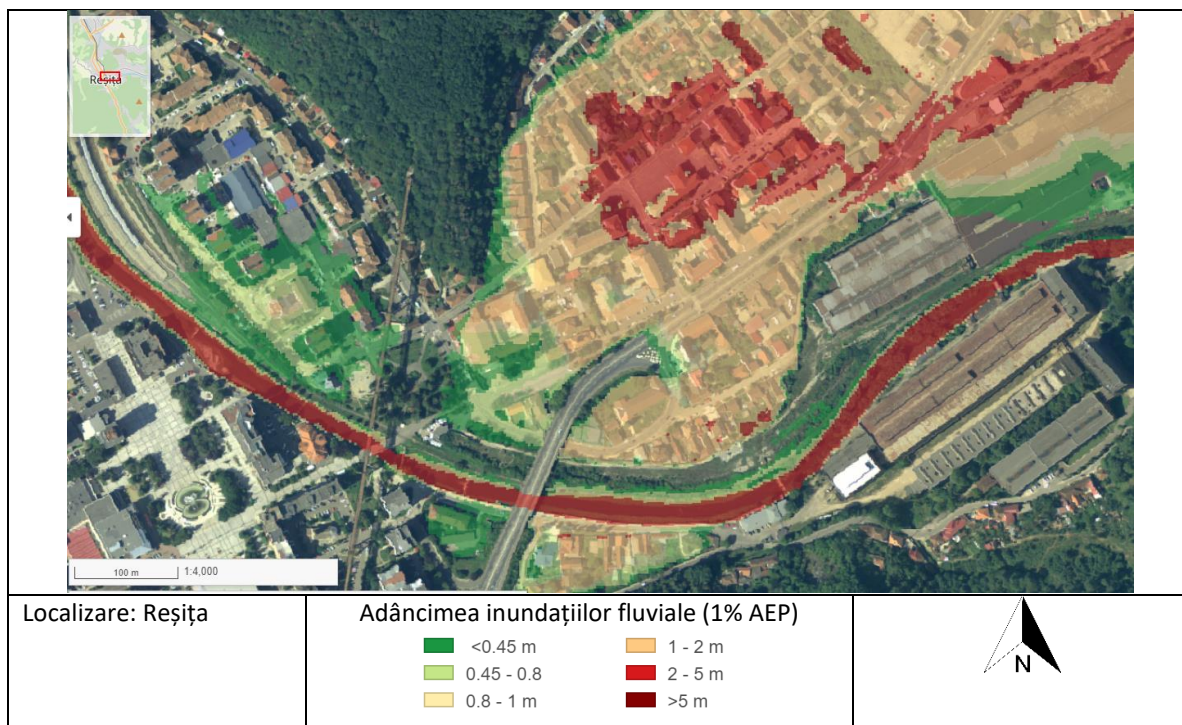 Reșița
100 m
1:4,000
Localizare: Reșița
Adâncimea inundațiilor fluviale (1% AEP)
<0.45 m
0.45 - 0.8
0.8 - 1 m
1 - 2 m
2 - 5 m
>5 m
N